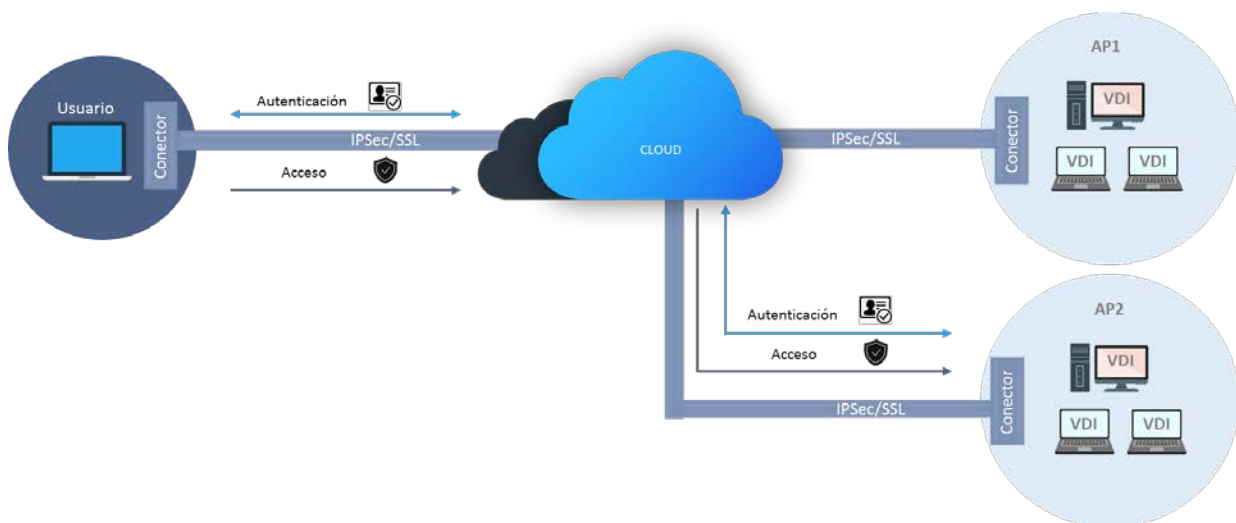 Usuario
Conector
Autenticación
IPSec/SSL
Acceso
CLOUD
IPSec/SSL
Conector
AP1
VDI
VDI
VDI
Autenticación
Acceso
IPSec/SSL
Conector
AP2
VDI
VDI
VDI